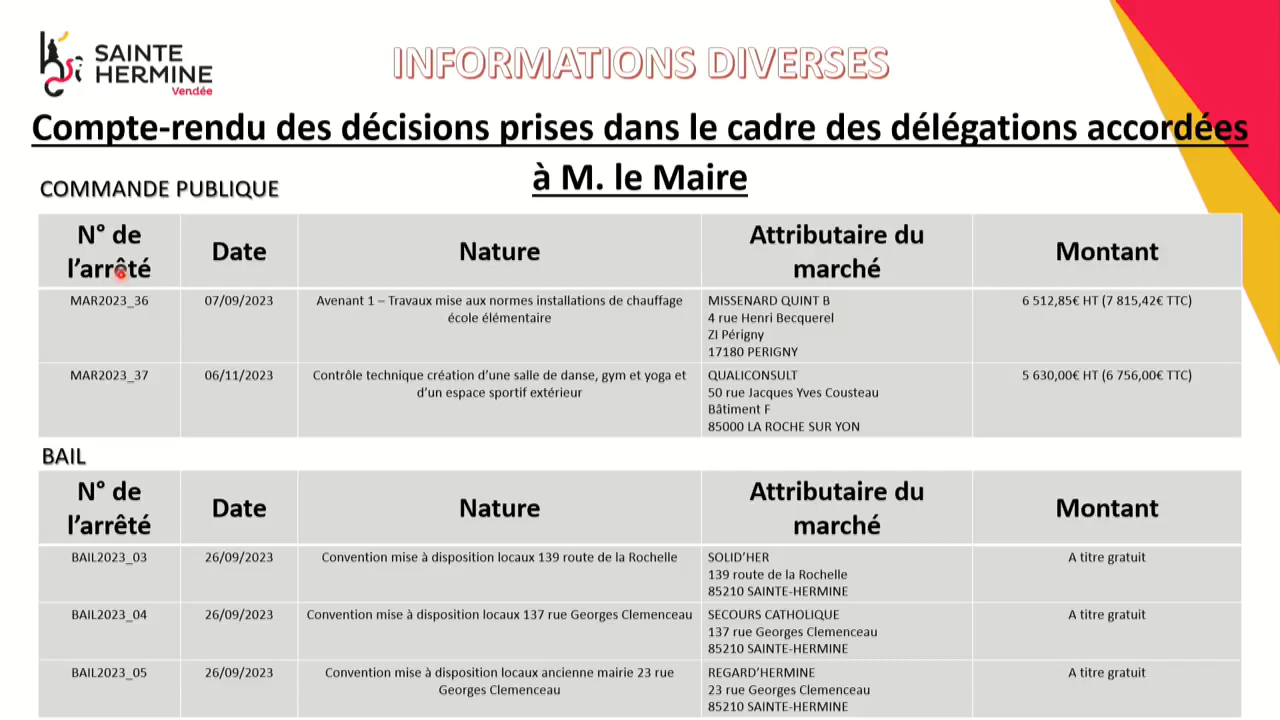 SAINTE
HERMINE
Vendée
INFORMATIONS DIVERSES
Compte-rendu des décisions prises dans le cadre des délégations accordées
à M. le Maire
COMMANDE PUBLIQUE
N° de
l’arrêté
Date
Nature
Attributaire du
marché
Montant
MAR2023_36
07/09/2023
Avenant 1 – Travaux mise aux normes installations de chauffage
école élémentaire
MISSENARD QUINT B
4 rue Henri Becquerel
ZI Périgny
17180 PERIGNY
6 512,85€ HT (7 815,42€ TTC)
MAR2023_37
06/11/2023
Contrôle technique création d’une salle de danse, gym et yoga et
d’un espace sportif extérieur
QUALICONSULT
50 rue Jacques Yves Cousteau
Bâtiment F
85000 LA ROCHE SUR YON
5 630,00€ HT (6 756,00€ TTC)
BAIL
N° de
l’arrêté
Date
Nature
Attributaire du
marché
Montant
BAIL2023_03
26/09/2023
Convention mise à disposition locaux 139 route de la Rochelle
SOLID’HER
139 route de la Rochelle
85210 SAINTE-HERMINE
A titre gratuit
BAIL2023_04
26/09/2023
Convention mise à disposition locaux 137 rue Georges Clemenceau
SECOURS CATHOLIQUE
137 rue Georges Clemenceau
85210 SAINTE-HERMINE
A titre gratuit
BAIL2023_05
26/09/2023
Convention mise à disposition locaux ancienne mairie 23 rue
Georges Clemenceau
REGARD’HERMINE
23 rue Georges Clemenceau
85210 SAINTE-HERMINE
A titre gratuit